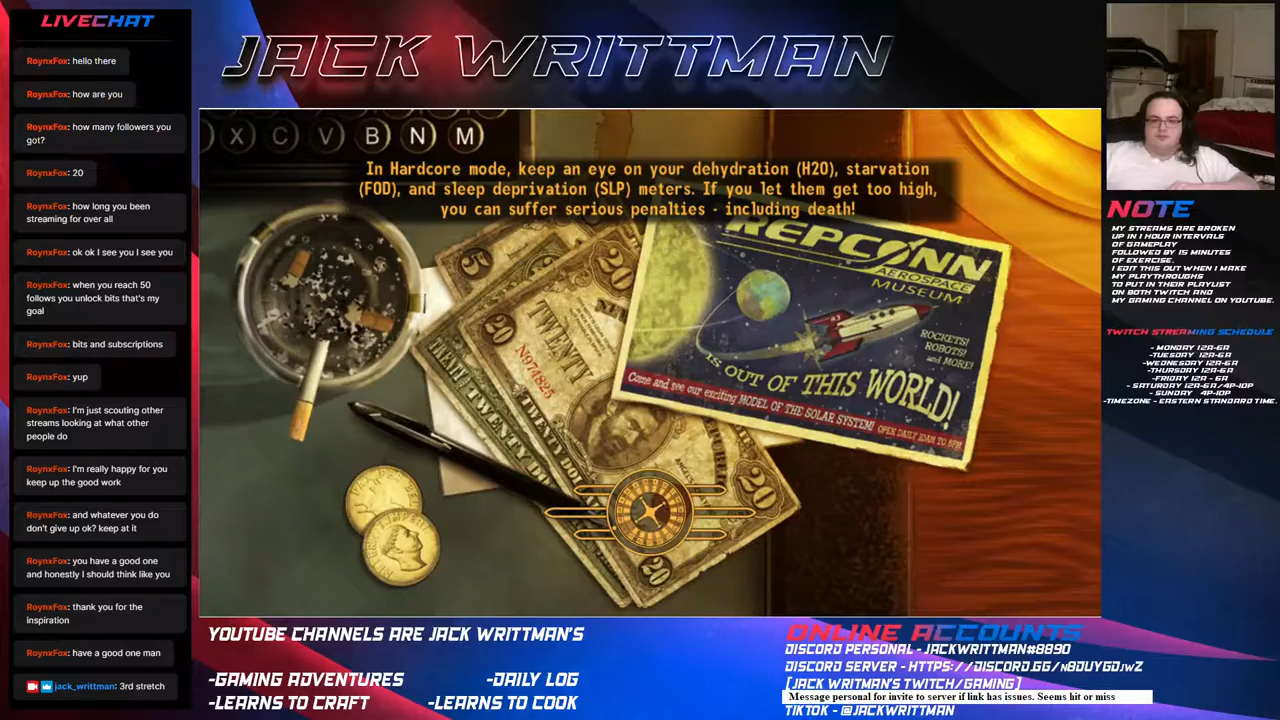 LIVECHAT
RoynxFox: hello there
RoynxFox: how are you
RoynxFox: how many followers you
got?
RoynxFox: 20
RoynxFox: how long you been
streaming for over all
RoynxFox: ok ok I see you I see you
RoynxFox: when you reach 50
follows you unlock bits that's my
goal
RoynxFox: bits and subscriptions
RoynxFox: yup
RoynxFox: I'm just scouting other
streams looking at what other
people do
RoynxFox: I'm really happy for you
keep up the good work
RoynxFox: and whatever you do
don't give up ok? keep at it
RoynxFox: you have a good one
and honestly I should think like you
RoynxFox: thank you for the
inspiration
RoynxFox: have a good one man
jack_writtman: 3rd stretch
JACK WRITTMAN
X C V B N M
In Hardcore mode, keep an eye on your dehydration (H2O), starvation
(FOD), and sleep deprivation (SLP) meters. If you let them get too high,
you can suffer serious penalties - including death!
REPCONN
AEROSPACE
MUSEUM
ROCKETS!
ROBOTS!
and MORE!
IS OUT OF THIS WORLD!
Come and see our exciting MODEL OF THE SOLAR SYSTEM! OPEN DAILY 10AM TO 5PM
5
20
20
TWENTY
NO74825
TWENTY
20
20
NOTE
MY STREAMS ARE BROKEN
UP IN 1 HOUR INTERVALS
OF GAMEPLAY
FOLLOWED BY 15 MINUTES
OF EXERCISE.
I EDIT THIS OUT WHEN I MAKE
MY PLAYTHROUGHS
TO PUT IN THEIR PLAYLIST
ON BOTH TWITCH AND
MY GAMING CHANNEL ON YOUTUBE.
TWITCH STREAMING SCHEDULE
- MONDAY 12A-6A
-TUESDAY 12A-6A
-WEDNESDAY 12A-6A
-THURSDAY 12A-6A
-FRIDAY 12A - 6A
- SATURDAY 12A-6A/4P-10P
- SUNDAY 4P-10P
-TIMEZONE - EASTERN STANDARD TIME.
YOUTUBE CHANNELS ARE JACK WRITTMAN'S
-GAMING ADVENTURES -DAILY LOG
-LEARNS TO CRAFT -LEARNS TO COOK
ONLINE ACCOUNTS
DISCORD PERSONAL - JACKWRITTMAN#8890
DISCORD SERVER - HTTPS://DISCORD.GG/N8DUYGDJWZ
[JACK WRITMAN'S TWITCH/GAMING]
Message personal for invite to server if link has issues. Seems hit or miss
TIKTOK - @JACKWRITTMAN